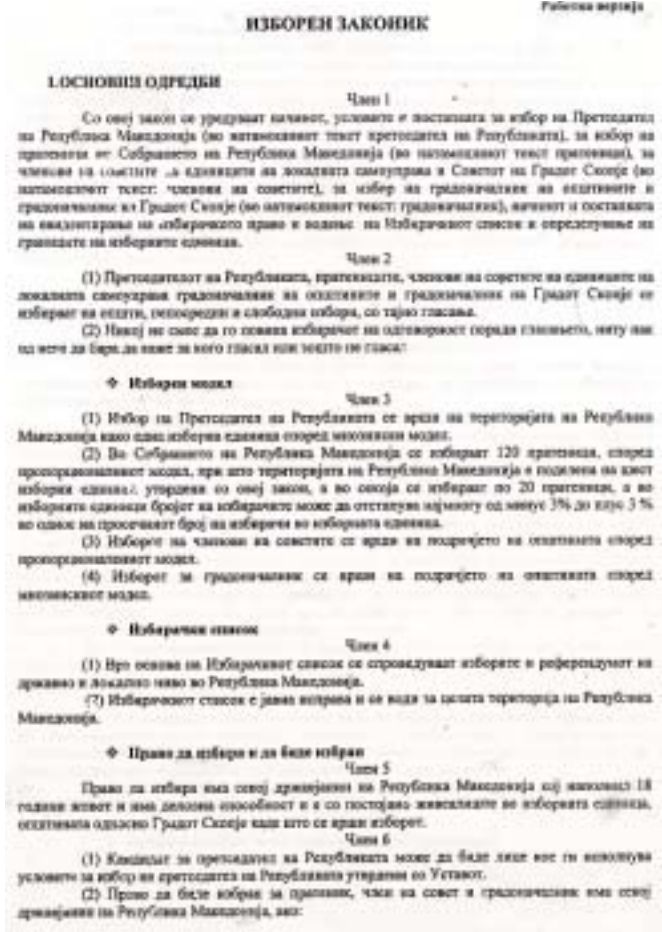 Работна верзија
ИЗБОРЕН ЗАКОНИК
I.ОСНОВНИ ОДРЕДБИ
Член 1
Со овој закон се уредуваат начинот, условите и постапката за избор на Претседател
на Република Македонија (во натамошниот текст претседател на Републиката), за избор на
пратеници во Собранието на Република Македонија (во натамошниот текст пратеници), за
членови на советите на единиците на локалната самоуправа и Советот на Градот Скопје (во
натамошниот текст: членови на советите), за избор на градоначалник на општините и
градоначалник на Градот Скопје (во натамошниот текст: градоначалник), начинот и постапката
на евидентирање на избирачкото право и водење на Избирачкиот список и определување на
границите на изборните единици.
Член 2
(1) Претседателот на Републиката, пратениците, членови на советите на единиците на
локалната самоуправа градоначалник на општините и градоначалник на Градот Скопје се
избираат на општи, непосредни и слободни избори, со тајно гласање.
(2) Никој не смее да го повика избирачот на одговорност поради гласањето, ниту пак
од него да бара да каже за кого гласал или зошто не гласал
❖ Изборен модел
Член 3
(1) Избор на Претседател на Републиката се врши на територијата на Република
Македонија како една изборна единица според мнозински модел.
(2) Во Собранието на Република Македонија се избираат 120 пратеници, според
пропорционалниот модел, при што територијата на Република Македонија е поделена на шест
изборни единици утврдени со овој закон, а во секоја се избираат по 20 пратеници, а во
изборните единици бројот на избирачите може да отстапува најмногу од минус 3% до плус 3 %
во однос на просечниот број на избирачи во изборната единица.
(3) Изборот на членови на советите се врши на подрачјето на општината според
пропорционалниот модел.
(4) Изборот за градоначалник се врши на подрачјето на општината според
мнозинскиот модел.
❖ Избирачки список
Член 4
(1) Врз основа на Избирачкиот список се спроведуваат изборите и референдумот на
државно и локално ниво во Република Македонија.
(2) Избирачкиот список е јавна исправа и се води за целата територија на Република
Македонија.
❖ Право да избира и да биде избран
Член 5
Право да избира има секој државјанин на Република Македонија кој наполнил 18
години живот и има деловна способност и е со постојано живеалиште во изборната единица,
општината односно Градот Скопје каде што се врши изборот.
Член 6
(1) Кандидат за претседател на Републиката може да биде лице кое ги исполнува
условите за избор на претседател на Републиката утврдени со Уставот.
(2) Право да биде избран за пратеник, член на совет и градоначалник има секој
државјанин на Република Македонија, ако: